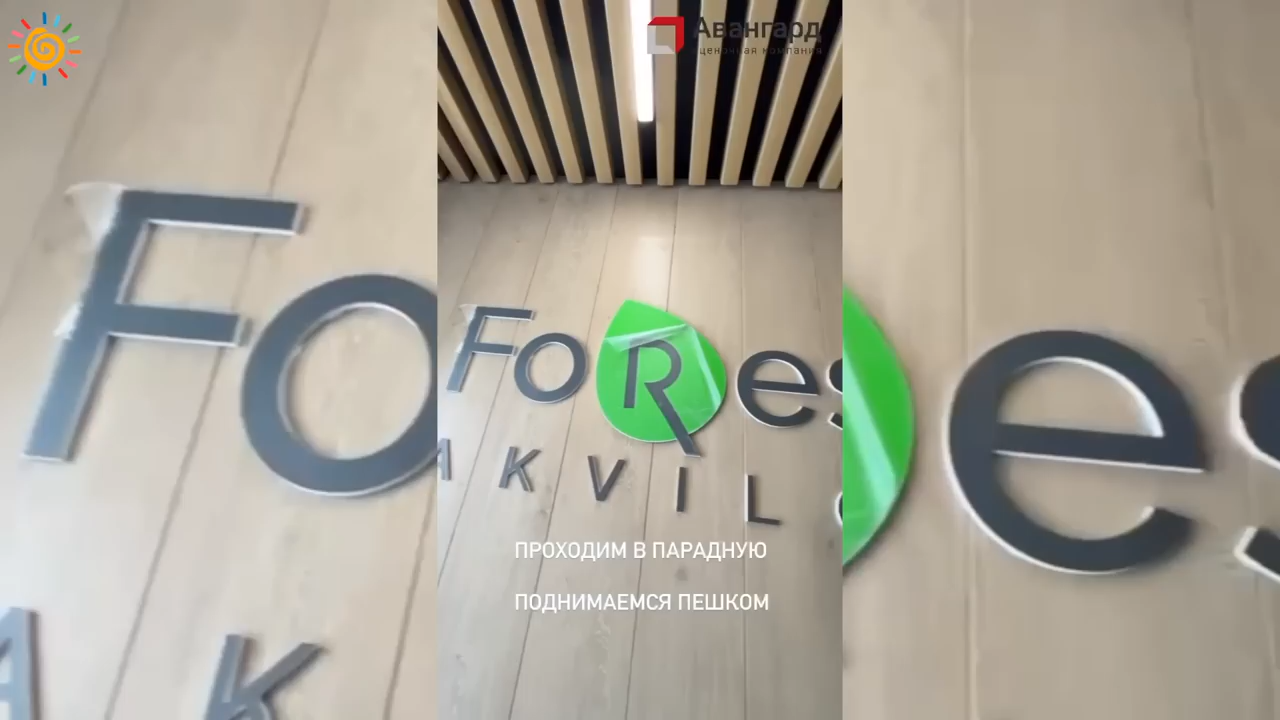 Авангард
оценочная компания
FoRes
AKVIL
ПРОХОДИМ В ПАРАДНУЮ
ПОДНИМАЕМСЯ ПЕШКОМ